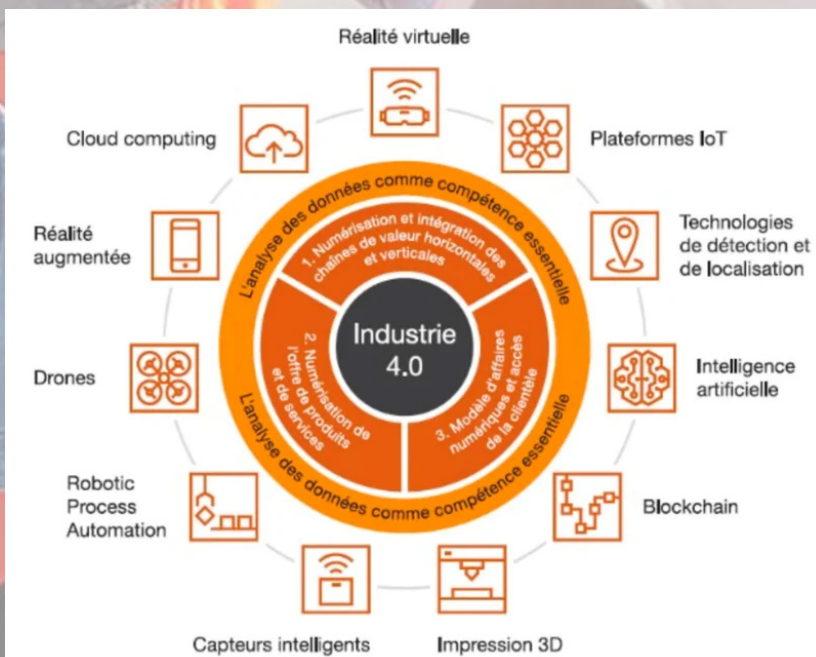 Réalité virtuelle
Cloud computing
Plateformes IoT
Réalité
augmentée
Technologies
de détection et
de localisation
Drones
Intelligence
artificielle
Robotic
Process
Automation
Blockchain
Capteurs intelligents
Impression 3D
L'analyse des données comme compétence essentielle
1. Numérisation et intégration des
chaînes de valeur horizontales
et verticales
2. Numérisation de
l'offre de produits
et de services
Industrie
4.0
3. Modèle d'affaires
numériques et accès
de la clientèle
L'analyse des données comme compétence essentielle